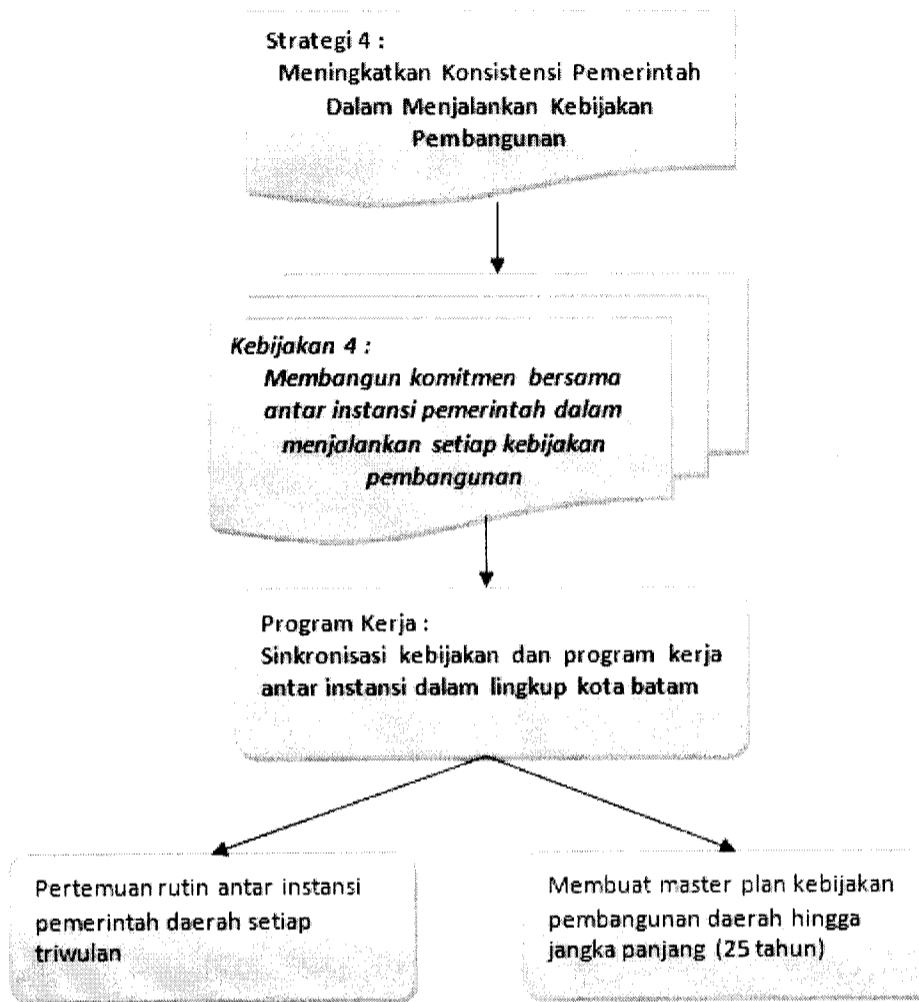 Strategi 4 :
Meningkatkan Konsistensi Pemerintah
Dalam Menjalankan Kebijakan
Pembangunan
Kebijakan 4 :
Membangun komitmen bersama
antar instansi pemerintah dalam
menjalankan setiap kebijakan
pembangunan
Program Kerja :
Sinkronisasi kebijakan dan program kerja
antar instansi dalam lingkup kota batam
Pertemuan rutin antar instansi
pemerintah daerah setiap
triwulan
Membuat master plan kebijakan
pembangunan daerah hingga
jangka panjang (25 tahun)